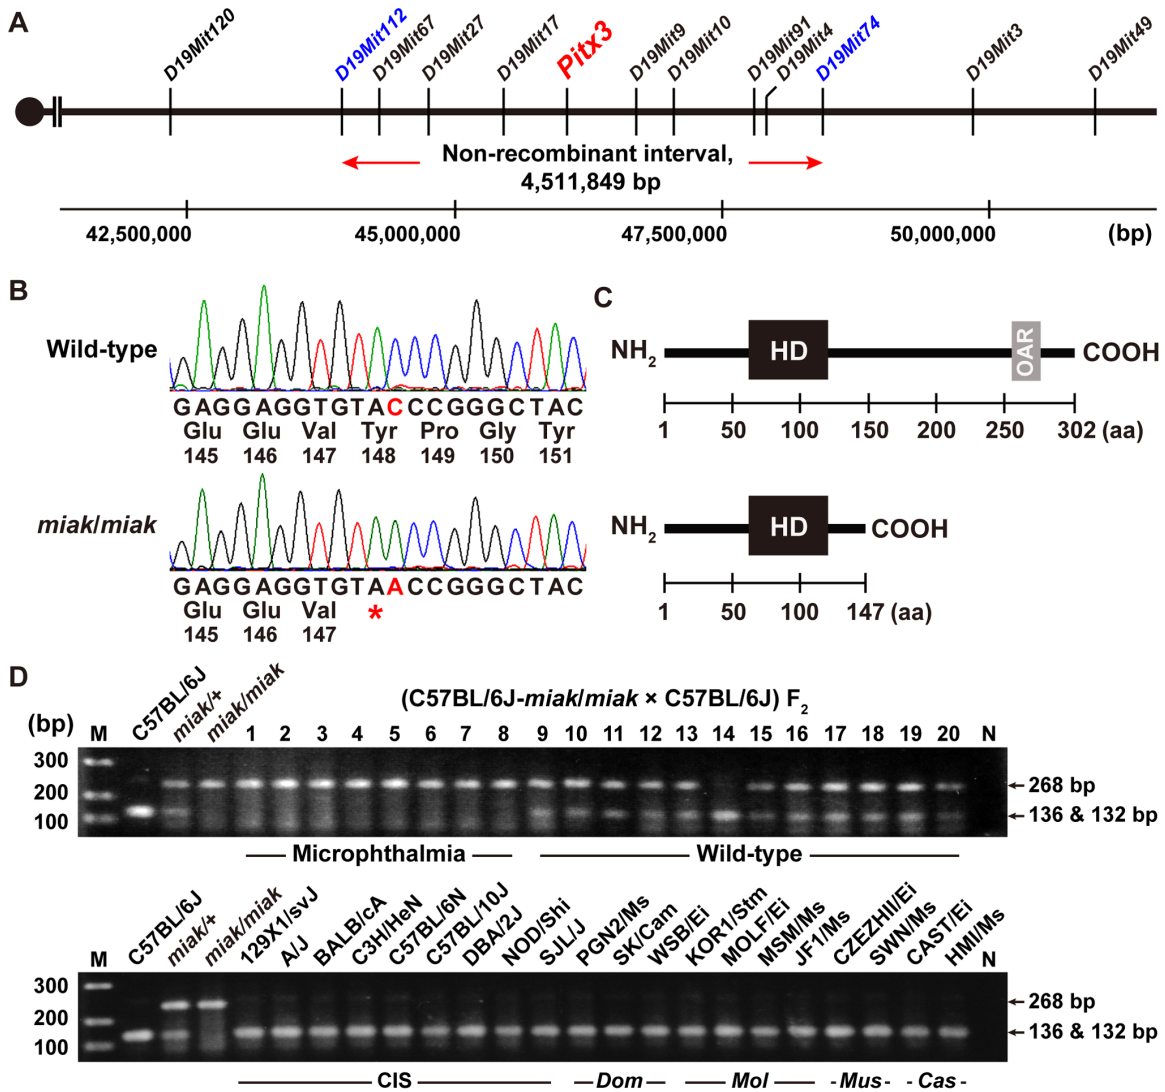 A
D19Mit120
D19Mit112
D19Mit67
D19Mit27
D19Mit17
Pitx3
D19Mit9
D19Mit10
D19Mit91
D19Mit4
D19Mit74
D19Mit3
D19Mit49
Non-recombinant interval,
4,511,849 bp
42,500,000 45,000,000 47,500,000 50,000,000 (bp)
B
Wild-type
GAGGAGGTGTACCCGGGCTAC
Glu Glu Val Tyr Pro Gly Tyr
145 146 147 148 149 150 151
miak/miak
GAGGAGGTGTAACCGGGCTAC
Glu Glu Val *
145 146 147
C
NH2 HD OAR COOH
1 50 100 150 200 250 302 (aa)
NH2 HD COOH
1 50 100 147 (aa)
D
(C57BL/6J-miak/miak × C57BL/6J) F2
(bp) M C57BL/6J miak/+ miak/miak 1 2 3 4 5 6 7 8 9 10 11 12 13 14 15 16 17 18 19 20 N
300
200
100
268 bp
136 & 132 bp
Microphthalmia Wild-type
M C57BL/6J miak/+ miak/miak 129X1/svJ A/J BALB/cA C3H/HeN C57BL/6N C57BL/10J DBA/2J NOD/Shi SJL/J PGN2/Ms SK/Cam WSB/Ei KOR1/Stm MOLF/Ei MSM/Ms JF1/Ms CZEZHII/Ei SWN/Ms CAST/Ei HMI/Ms N
300
200
100
268 bp
136 & 132 bp
CIS Dom Mol Mus Cas